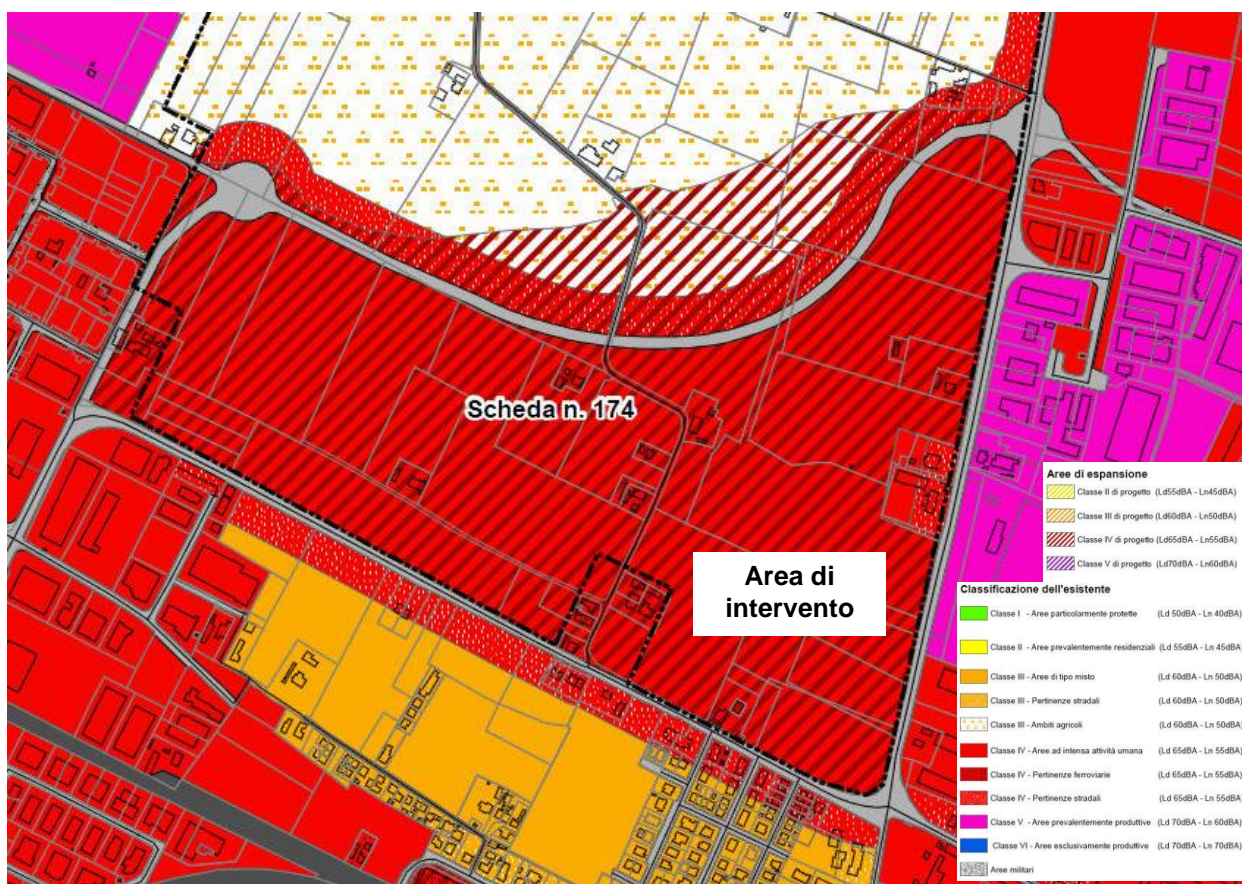 Scheda n. 174
Area di
intervento
Aree di espansione
Classe II di progetto (Ld55dBA - Ln45dBA)
Classe III di progetto (Ld60dBA - Ln50dBA)
Classe IV di progetto (Ld65dBA - Ln55dBA)
Classe V di progetto (Ld70dBA - Ln60dBA)
Classificazione dell'esistente
Classe I - Aree particolarmente protette (Ld 50dBA - Ln 40dBA)
Classe II - Aree prevalentemente residenziali (Ld 55dBA - Ln 45dBA)
Classe III - Aree di tipo misto (Ld 60dBA - Ln 50dBA)
Classe III - Pertinenze stradali (Ld 60dBA - Ln 50dBA)
Classe III - Ambiti agricoli (Ld 60dBA - Ln 50dBA)
Classe IV - Aree ad intensa attività umana (Ld 65dBA - Ln 55dBA)
Classe IV - Pertinenze ferroviarie (Ld 65dBA - Ln 55dBA)
Classe IV - Pertinenze stradali (Ld 65dBA - Ln 55dBA)
Classe V - Aree prevalentemente produttive (Ld 70dBA - Ln 60dBA)
Classe VI - Aree esclusivamente produttive (Ld 70dBA - Ln 70dBA)
Aree militari